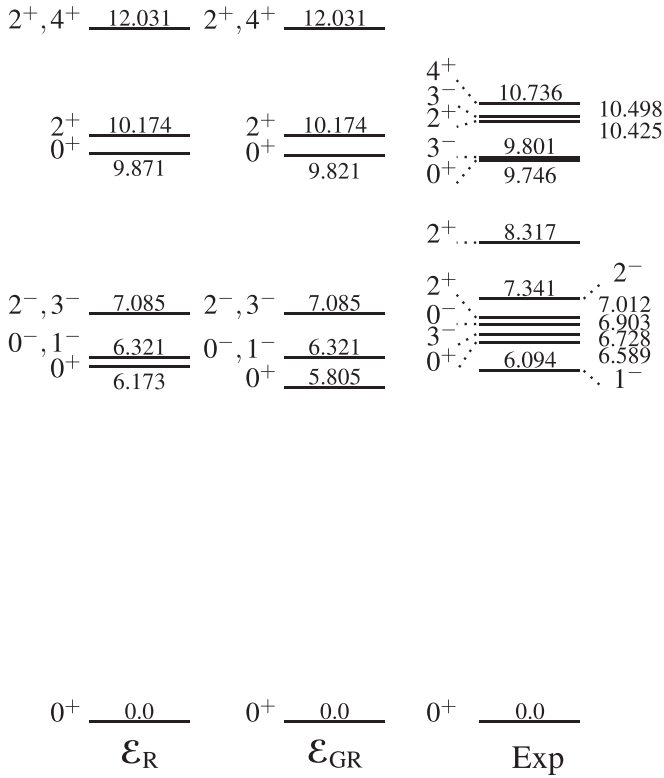 2⁺,4⁺ 12.031 2⁺,4⁺ 12.031
4⁺
3⁻ 10.736 10.498
2⁺ 10.174 2⁺ 10.174 2⁺ 10.425
0⁺ 9.871 0⁺ 9.821 3⁻ 9.801
0⁺ 9.746
2⁺ 8.317
2⁻
2⁺ 7.341
2⁻,3⁻ 7.085 2⁻,3⁻ 7.085 0⁻ 7.012
6.903
0⁻,1⁻ 6.321 0⁻,1⁻ 6.321 3⁻ 6.728
0⁺ 6.173 0⁺ 5.805 0⁺ 6.094 6.589
1⁻
0⁺ 0.0 0⁺ 0.0 0⁺ 0.0
ℰR ℰGR Exp